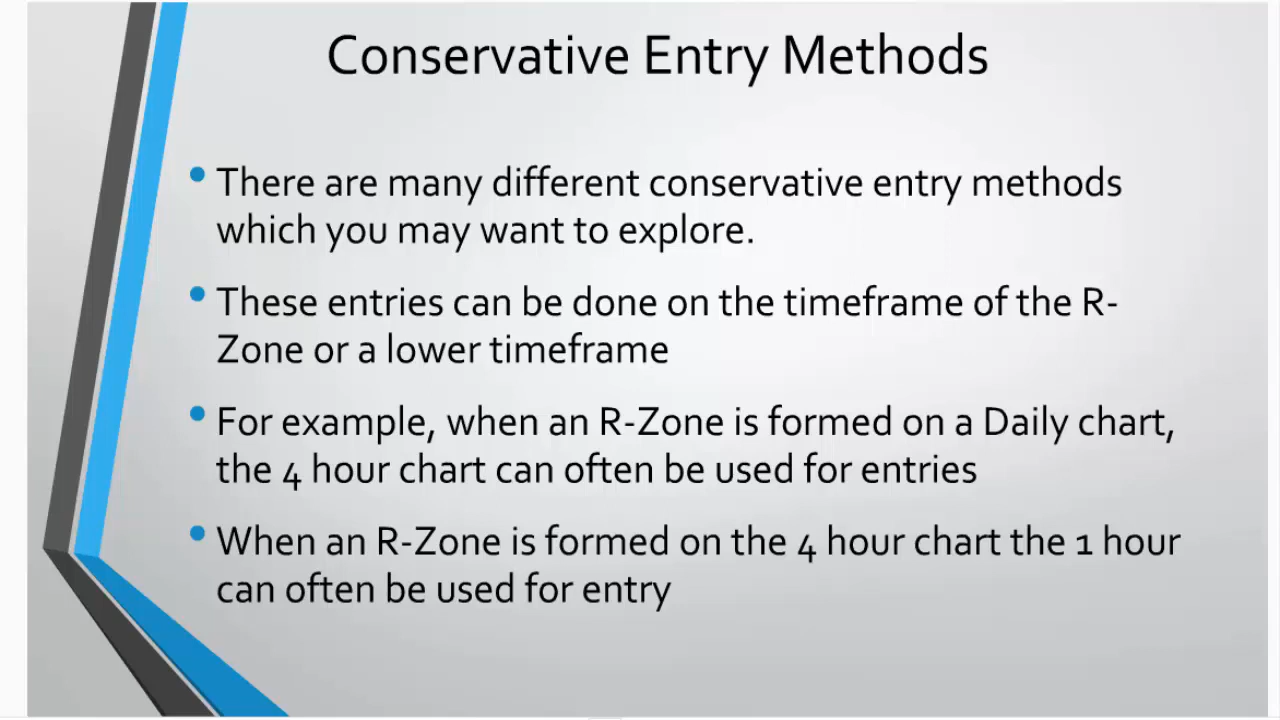 Conservative Entry Methods
• There are many different conservative entry methods
which you may want to explore.
• These entries can be done on the timeframe of the R-
Zone or a lower timeframe
• For example, when an R-Zone is formed on a Daily chart,
the 4 hour chart can often be used for entries
• When an R-Zone is formed on the 4 hour chart the 1 hour
can often be used for entry